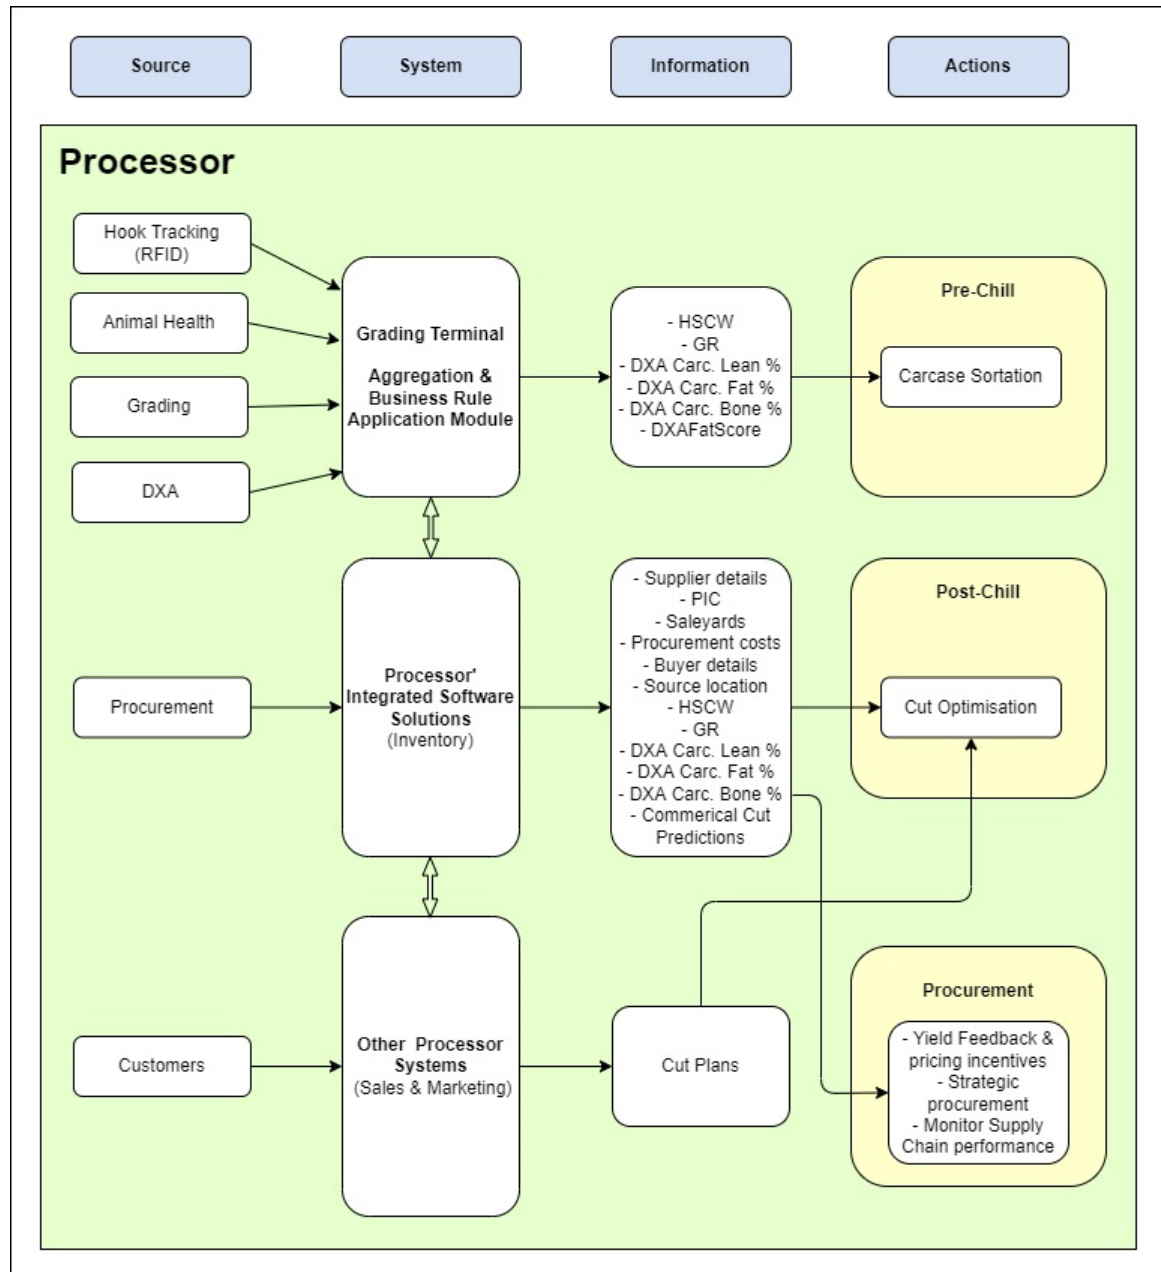 Source
System
Information
Actions
Processor
Hook Tracking
(RFID)
Animal Health
Grading
DXA
Grading Terminal
Aggregation &
Business Rule
Application Module
- HSCW
- GR
- DXA Carc. Lean %
- DXA Carc. Fat %
- DXA Carc. Bone %
- DXAFatScore
Pre-Chill
Carcase Sortation
Procurement
Processor'
Integrated Software
Solutions
(Inventory)
- Supplier details
- PIC
- Saleyards
- Procurement costs
- Buyer details
- Source location
- HSCW
- GR
- DXA Carc. Lean %
- DXA Carc. Fat %
- DXA Carc. Bone %
- Commerical Cut
Predictions
Post-Chill
Cut Optimisation
Customers
Other Processor
Systems
(Sales & Marketing)
Cut Plans
Procurement
- Yield Feedback &
pricing incentives
- Strategic
procurement
- Monitor Supply
Chain performance